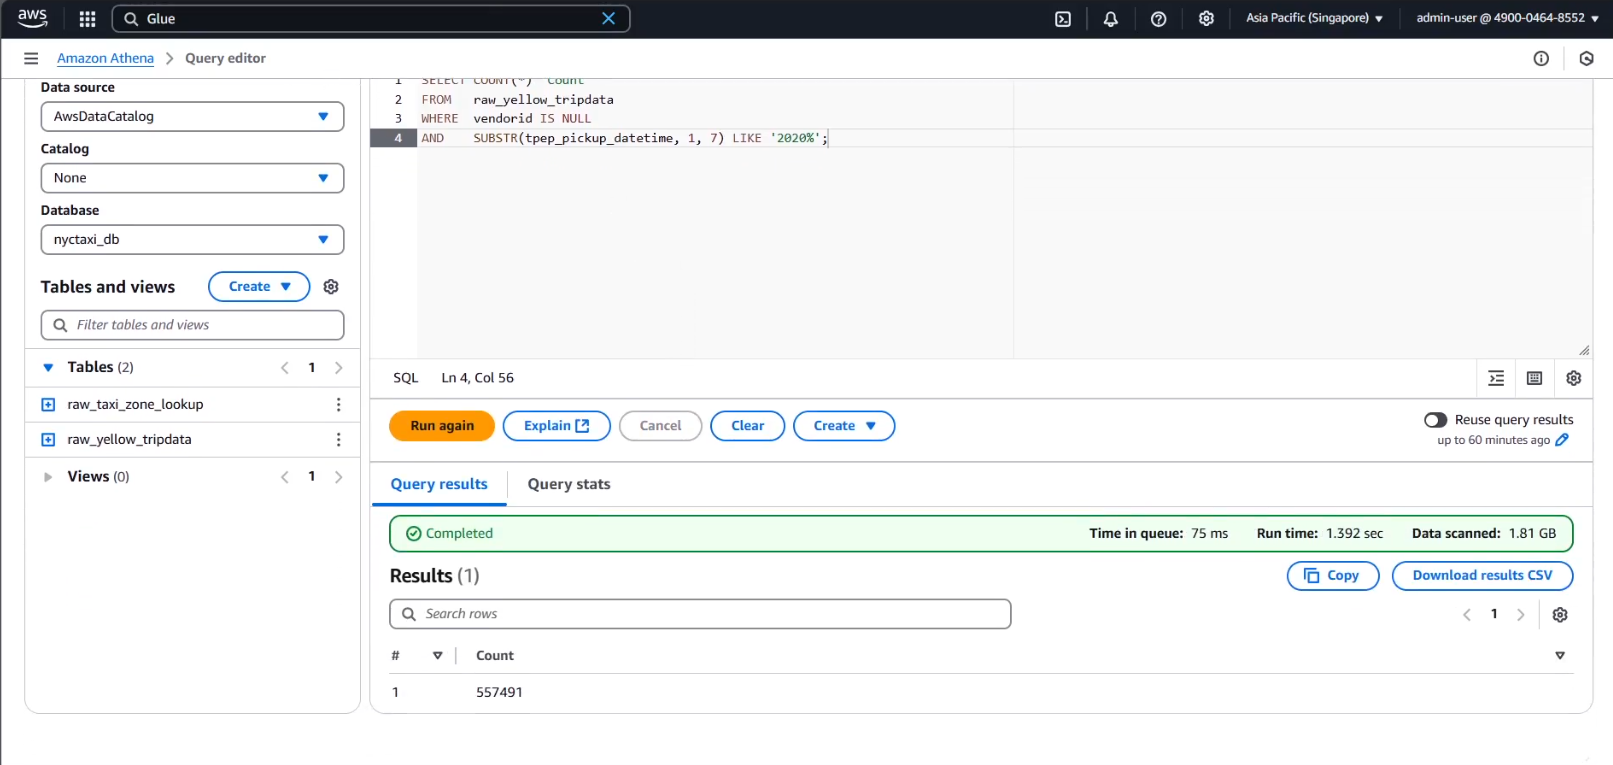 aws
Glue
Asia Pacific (Singapore)
admin-user @ 4900-0464-8552
Amazon Athena
Query editor
Data source
AwsDataCatalog
Catalog
None
Database
nyctaxi_db
Tables and views
Create
Filter tables and views
Tables (2)
1
raw_taxi_zone_lookup
raw_yellow_tripdata
Views (0)
1
1 SELECT COUNT(*) "Count"
2 FROM raw_yellow_tripdata
3 WHERE vendorid IS NULL
4 AND SUBSTR(tpep_pickup_datetime, 1, 7) LIKE '2020%';
SQL Ln 4, Col 56
Run again
Explain
Cancel
Clear
Create
Reuse query results
up to 60 minutes ago
Query results
Query stats
Completed
Time in queue: 75 ms
Run time: 1.392 sec
Data scanned: 1.81 GB
Results (1)
Copy
Download results CSV
Search rows
1
# Count
1 557491